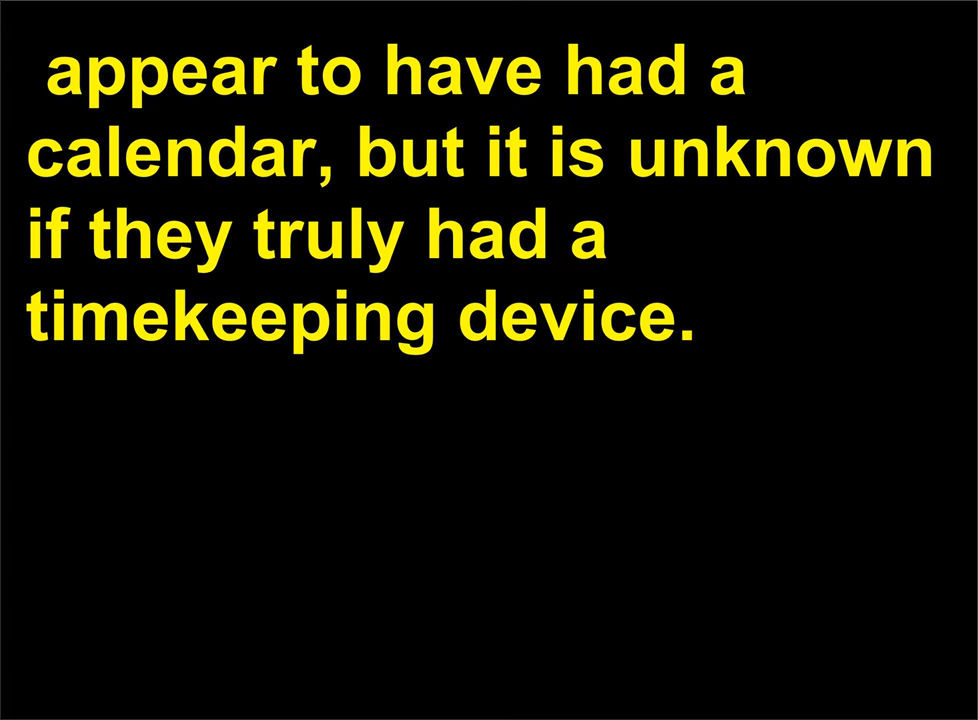 appear to have had a
calendar, but it is unknown
if they truly had a
timekeeping device.